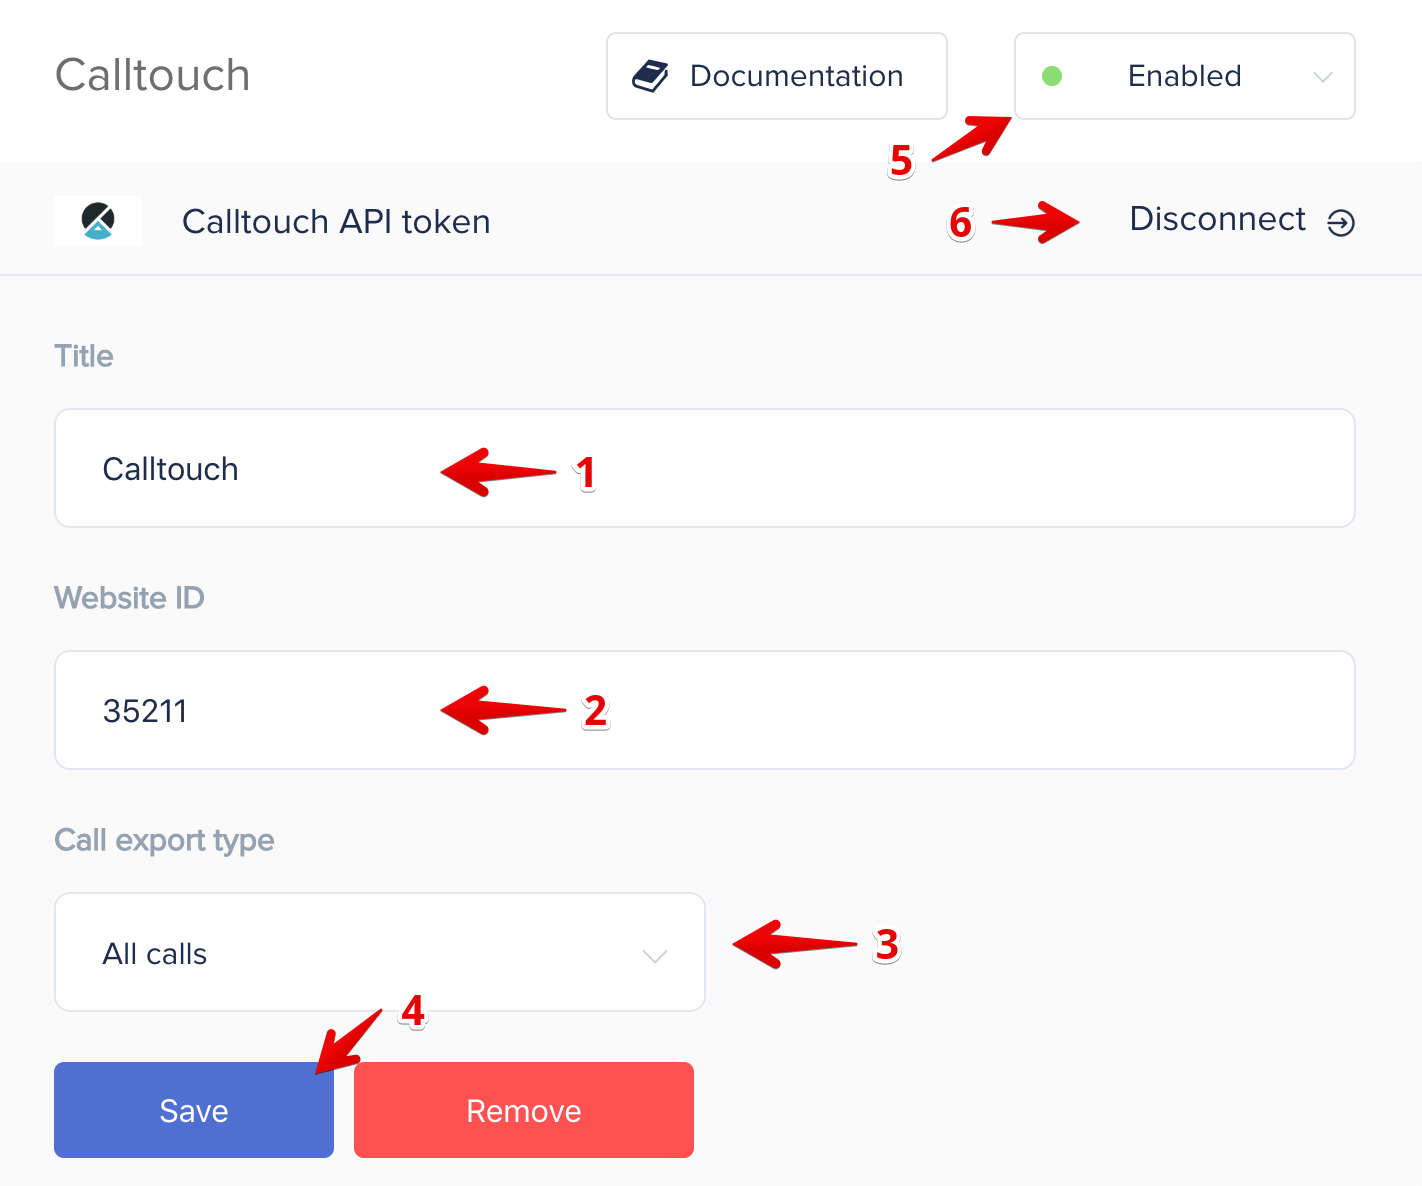 Calltouch
Documentation
Enabled
5
Calltouch API token
6
Disconnect
Title
Calltouch
1
Website ID
35211
2
Call export type
All calls
3
4
Save
Remove